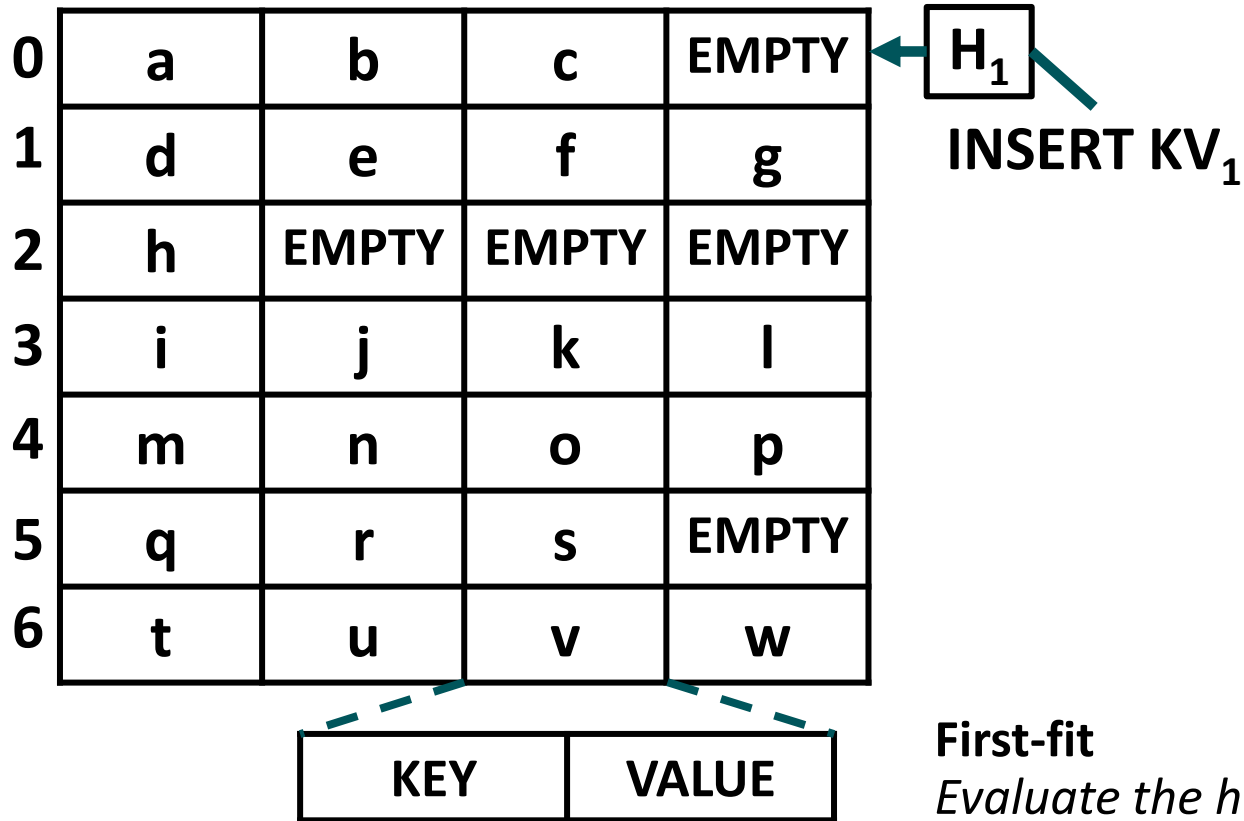 0 a b c EMPTY H₁
1 d e f g INSERT KV₁
2 h EMPTY EMPTY EMPTY
3 i j k l
4 m n o p
5 q r s EMPTY
6 t u v w
KEY VALUE
First-fit
Evaluate the h